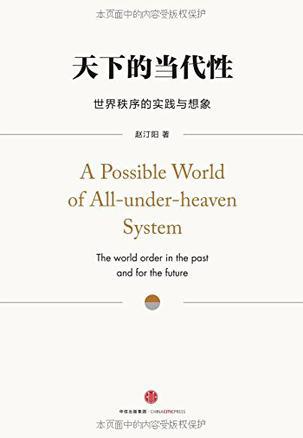 本页面中的内容受版权保护
天下的当代性
世界秩序的实践与想象
赵汀阳 著
A Possible World
of All-under-heaven
System
The world order in the past
and for the future
中信出版集团·CHINACITICPRESS
本页面中的内容受版权保护